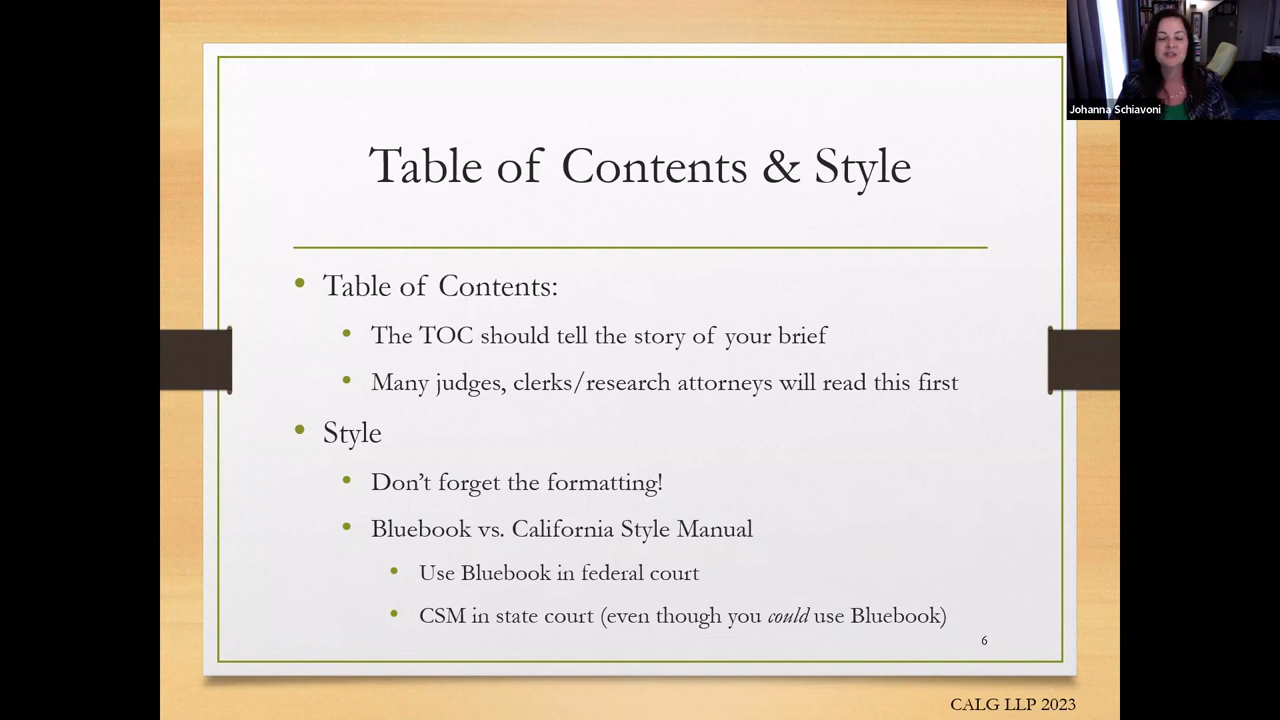 Johanna Schiavoni
Table of Contents & Style
• Table of Contents:
• The TOC should tell the story of your brief
• Many judges, clerks/research attorneys will read this first
• Style
• Don’t forget the formatting!
• Bluebook vs. California Style Manual
• Use Bluebook in federal court
• CSM in state court (even though you could use Bluebook)
6
CALG LLP 2023